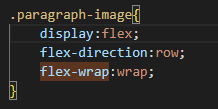 .paragraph-image{
    display:flex;
    flex-direction:row;
    flex-wrap:wrap;
}